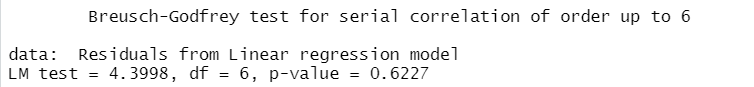 Breusch-Godfrey test for serial correlation of order up to 6
data: Residuals from Linear regression model
LM test = 4.3998, df = 6, p-value = 0.6227